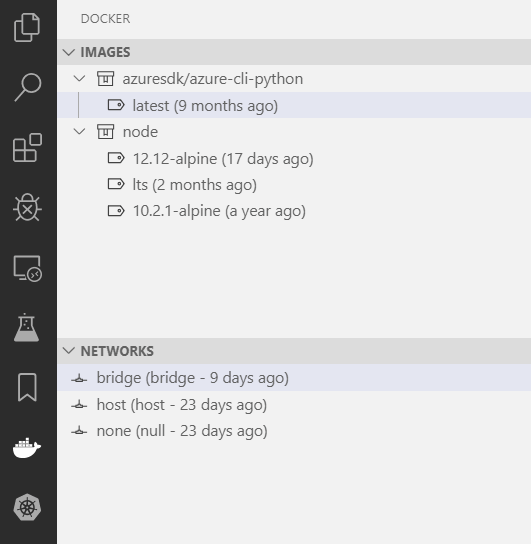 DOCKER
IMAGES
azuresdk/azure-cli-python
latest (9 months ago)
node
12.12-alpine (17 days ago)
lts (2 months ago)
10.2.1-alpine (a year ago)
NETWORKS
bridge (bridge - 9 days ago)
host (host - 23 days ago)
none (null - 23 days ago)